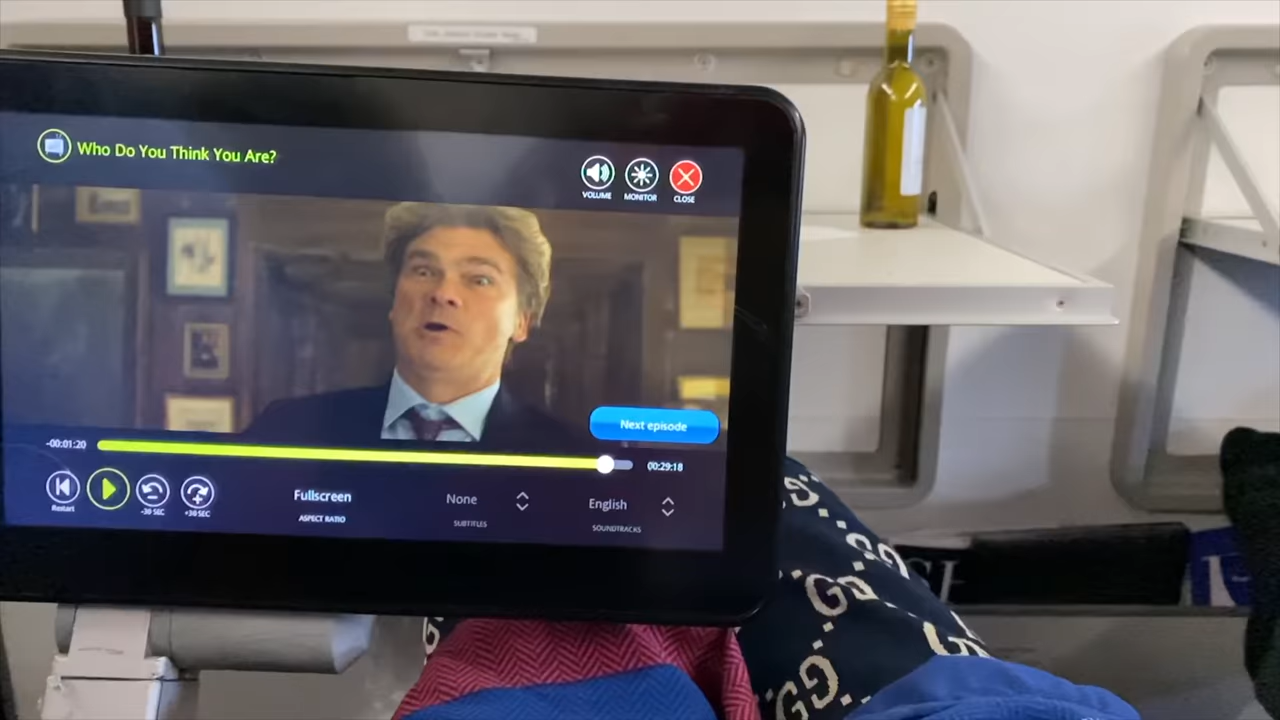 Who Do You Think You Are?
VOLUME
MONITOR
CLOSE
Next episode
-00:01:20
00:29:18
Restart
-30 SEC
+30 SEC
Fullscreen
ASPECT RATIO
None
SUBTITLES
English
SOUNDTRACKS